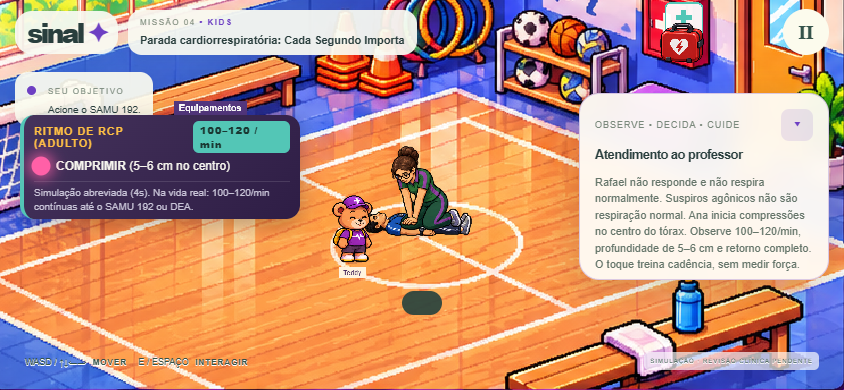 sinal
MISSÃO 04 • KIDS
Parada cardiorrespiratória: Cada Segundo Importa
II
SEU OBJETIVO
Acione o SAMU 192.
Equipamentos
RITMO DE RCP (ADULTO)
100–120 / min
COMPRIMIR (5–6 cm no centro)
Simulação abreviada (4s). Na vida real: 100–120/min
contínuas até o SAMU 192 ou DEA.
OBSERVE • DECIDA • CUIDE
Atendimento ao professor
Rafael não responde e não respira
normalmente. Suspiros agônicos não são
respiração normal. Ana inicia compressões
no centro do tórax. Observe 100–120/min,
profundidade de 5–6 cm e retorno completo.
O toque treina cadência, sem medir força.
Teddy
WASD / MOVER E / ESPAÇO INTERAGIR
SIMULAÇÃO · REVISÃO CLÍNICA PENDENTE